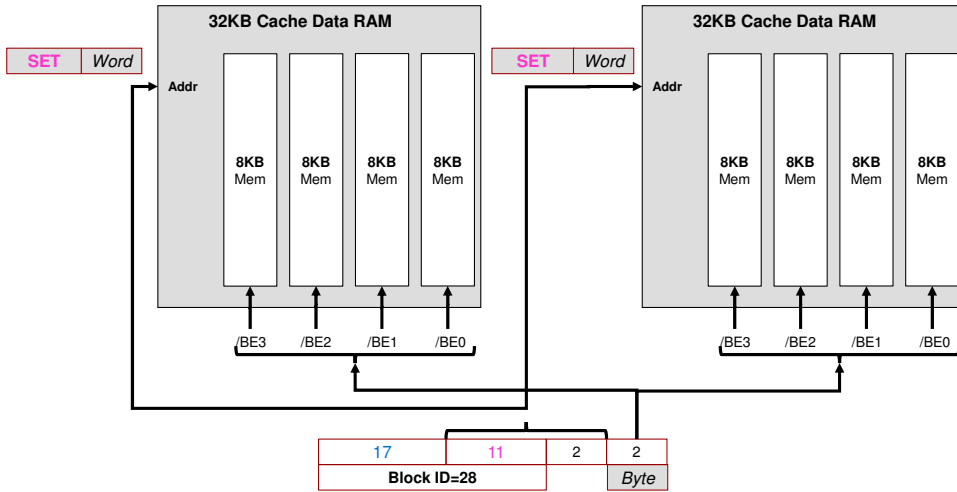 32KB Cache Data RAM
32KB Cache Data RAM
SET Word
SET Word
Addr
Addr
8KB Mem
8KB Mem
8KB Mem
8KB Mem
8KB Mem
8KB Mem
8KB Mem
8KB Mem
/BE3 /BE2 /BE1 /BE0
/BE3 /BE2 /BE1 /BE0
17 11 2 2
Block ID=28 Byte